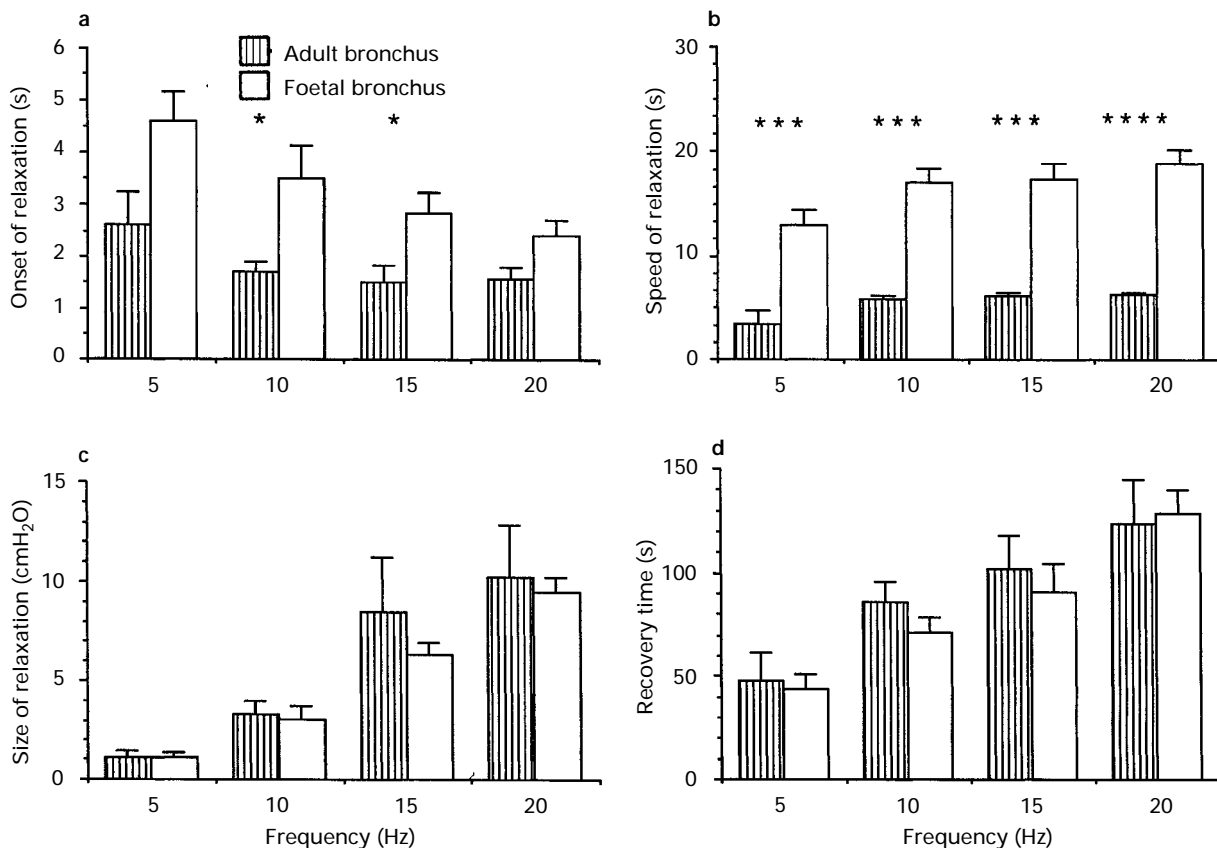 a
Onset of relaxation (s)
6
5
4
3
2
1
0
Adult bronchus
Foetal bronchus
* *
5 10 15 20
b
Speed of relaxation (s)
30
20
10
0
*** *** *** ****
5 10 15 20
c
Size of relaxation (cmH₂O)
15
10
5
0
5 10 15 20
Frequency (Hz)
d
Recovery time (s)
150
100
50
0
5 10 15 20
Frequency (Hz)